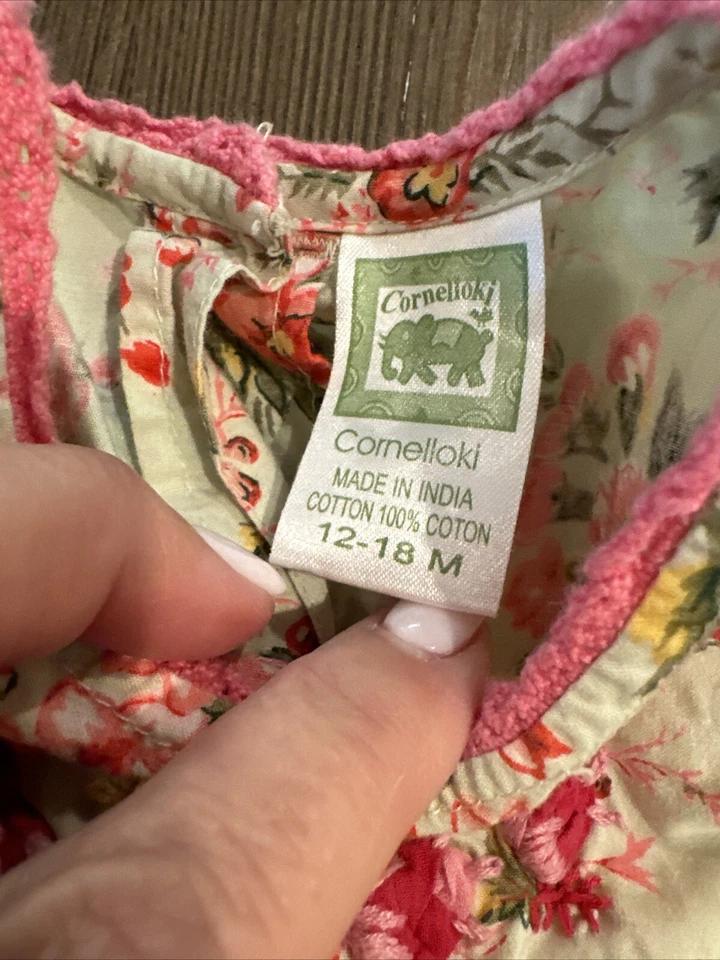 Cornelloki
Cornelloki
MADE IN INDIA
COTTON 100% COTON
12-18 M